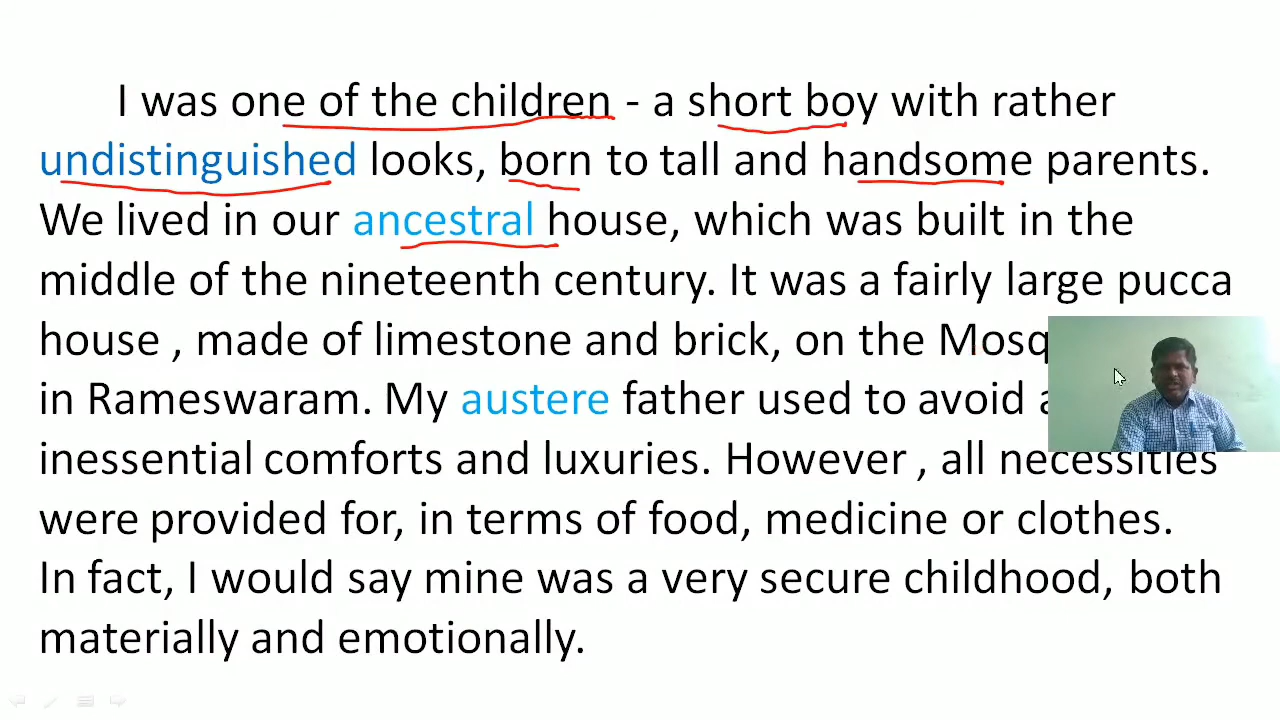 I was one of the children - a short boy with rather
undistinguished looks, born to tall and handsome parents.
We lived in our ancestral house, which was built in the
middle of the nineteenth century. It was a fairly large pucca
house , made of limestone and brick, on the
in Rameswaram. My austere father used to avoid
inessential comforts and luxuries. However , all necessities
were provided for, in terms of food, medicine or clothes.
In fact, I would say mine was a very secure childhood, both
materially and emotionally.